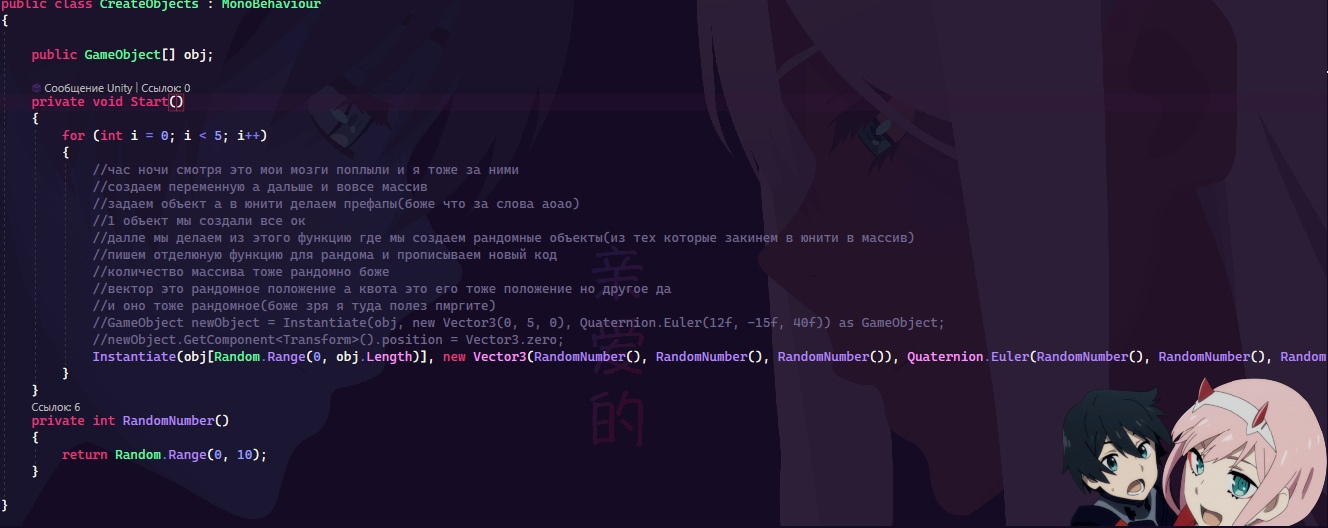 public class CreateObjects : MonoBehaviour
{
public GameObject[] obj;
Сообщение Unity | Ссылок: 0
private void Start()
{
for (int i = 0; i < 5; i++)
{
//час ночи смотря это мои мозги поплыли и я тоже за ними
//создаем переменную а дальше и вовсе массив
//задаем объект а в юнити делаем префапы(боже что за слова аоао)
//1 объект мы создали все ок
//далле мы делаем из этого функцию где мы создаем рандомные объекты(из тех которые закинем в юнити в массив)
//пишем отделюную функцию для рандома и прописываем новый код
//количество массива тоже рандомно боже
//вектор это рандомное положение а квота это его тоже положение но другое да
//и оно тоже рандомное(боже зря я туда полез пмргите)
//GameObject newObject = Instantiate(obj, new Vector3(0, 5, 0), Quaternion.Euler(12f, -15f, 40f)) as GameObject;
//newObject.GetComponent<Transform>().position = Vector3.zero;
Instantiate(obj[Random.Range(0, obj.Length)], new Vector3(RandomNumber(), RandomNumber(), RandomNumber()), Quaternion.Euler(RandomNumber(), RandomNumber(), Random
}
}
Ссылок: 6
private int RandomNumber()
{
return Random.Range(0, 10);
}
}
亲
爱
的